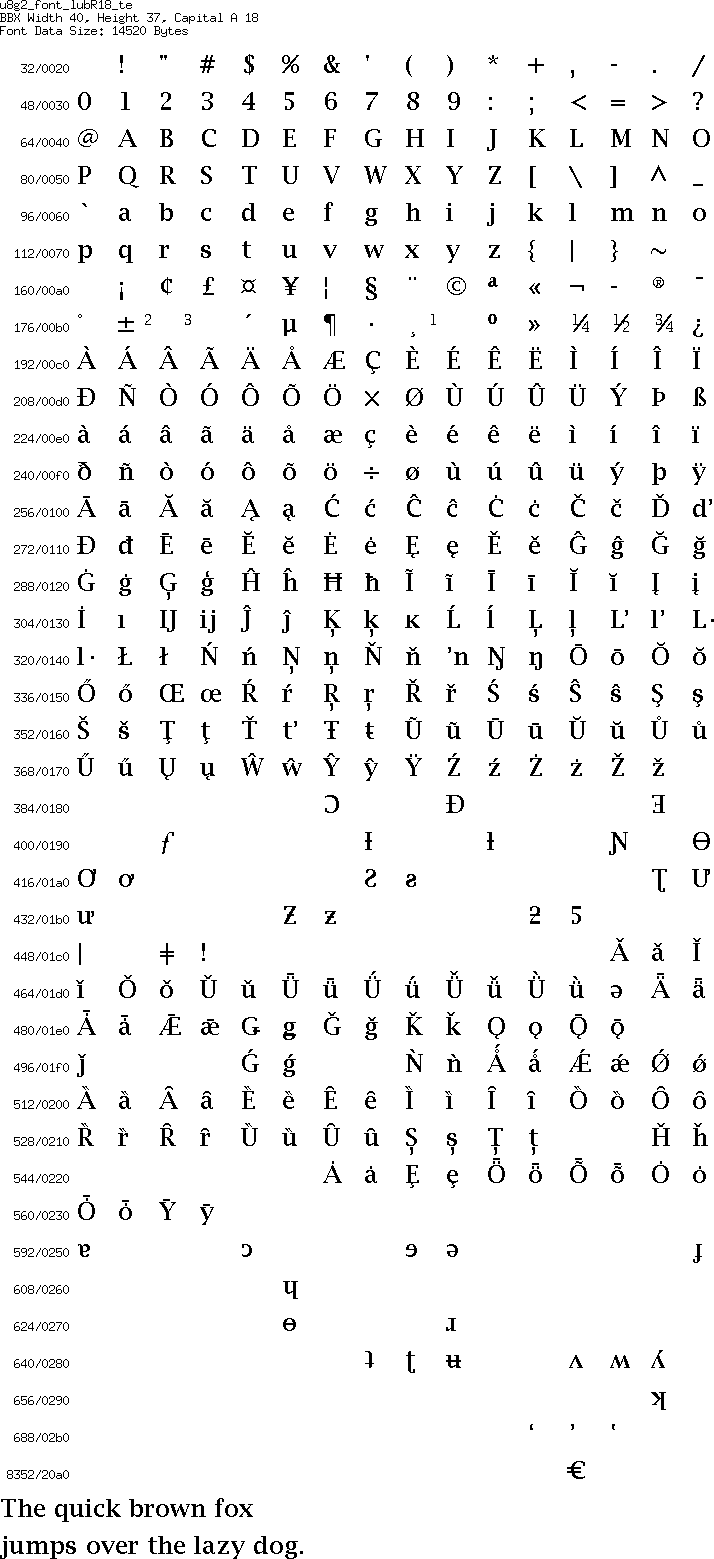 u8g2_font_lubR18_te
BBX Width 40, Height 37, Capital A 18
Font Data Size: 14520 Bytes
32/0020 ! " # $ % & ' ( ) * + , - . /
48/0030 0 1 2 3 4 5 6 7 8 9 : ; < = > ?
64/0040 @ A B C D E F G H I J K L M N O
80/0050 P Q R S T U V W X Y Z [ \ ] ^ _
96/0060 ` a b c d e f g h i j k l m n o
112/0070 p q r s t u v w x y z { | } ~
160/00a0 ¡ ¢ £ ¤ ¥ ¦ § ¨ © ª « ¬ - ® ¯
176/00b0 ° ± ² ³ ´ µ ¶ · ¸ ¹ º » ¼ ½ ¾ ¿
192/00c0 À Á Â Ã Ä Å Æ Ç È É Ê Ë Ì Í Î Ï
208/00d0 Ð Ñ Ò Ó Ô Õ Ö × Ø Ù Ú Û Ü Ý Þ ß
224/00e0 à á â ã ä å æ ç è é ê ë ì í î ï
240/00f0 ð ñ ò ó ô õ ö ÷ ø ù ú û ü ý þ ÿ
256/0100 Ā ā Ă ă Ą ą Ć ć Ĉ ĉ Ċ ċ Č č Ď ď
272/0110 Đ đ Ē ē Ĕ ĕ Ė ė Ę ę Ě ě Ĝ ĝ Ğ ğ
288/0120 Ġ ġ Ģ ģ Ĥ ĥ Ħ ħ Ĩ ĩ Ī ī Ĭ ĭ Į į
304/0130 İ ı Ĳ ĳ Ĵ ĵ Ķ ķ ĸ Ĺ ĺ Ļ ļ Ľ ľ Ŀ
320/0140 ŀ Ł ł Ń ń Ņ ņ Ň ň ŉ Ŋ ŋ Ō ō Ŏ ŏ
336/0150 Ő ő Œ œ Ŕ ŕ Ŗ ŗ Ř ř Ś ś Ŝ ŝ Ş ş
352/0160 Š š Ţ ţ Ť ť Ŧ ŧ Ũ ũ Ū ū Ŭ ŭ Ů ů
368/0170 Ű ű Ų ų Ŵ ŵ Ŷ ŷ Ÿ Ź ź Ż ż Ž ž
384/0180 Ɔ Ɖ Ǝ
400/0190 ƒ Ɨ ƚ Ɲ Ɵ
416/01a0 Ơ ơ Ƨ ƨ Ʈ Ư
432/01b0 ư Ƶ ƶ ƻ Ƽ
448/01c0 ǀ ǂ ǃ Ǎ ǎ Ǐ
464/01d0 ǐ Ǒ ǒ Ǔ ǔ Ǖ ǖ Ǘ ǘ Ǚ ǚ Ǜ ǜ ǝ Ǟ ǟ
480/01e0 Ǡ ǡ Ǣ ǣ Ǥ ǥ Ǧ ǧ Ǩ ǩ Ǫ ǫ Ǭ ǭ
496/01f0 ǰ Ǵ ǵ Ǹ ǹ Ǻ ǻ Ǽ ǽ Ǿ ǿ
512/0200 Ȁ ȁ Ȃ ȃ Ȅ ȅ Ȇ ȇ Ȉ ȉ Ȋ ȋ Ȍ ȍ Ȏ ȏ
528/0210 Ȑ ȑ Ȓ ȓ Ȕ ȕ Ȗ ȗ Ș ș Ț ț Ȟ ȟ
544/0220 Ȧ ȧ Ȩ ȩ Ȫ ȫ Ȭ ȭ Ȯ ȯ
560/0230 Ȱ ȱ Ȳ ȳ
592/0250 ɐ ɔ ɘ ə ɟ
608/0260 ɥ
624/0270 ɵ ɹ
640/0280 ʇ ʈ ʉ ʌ ʍ ʎ
656/0290 ʞ
688/02b0 ʻ ʼ ʽ
8352/20a0 €
The quick brown fox
jumps over the lazy dog.